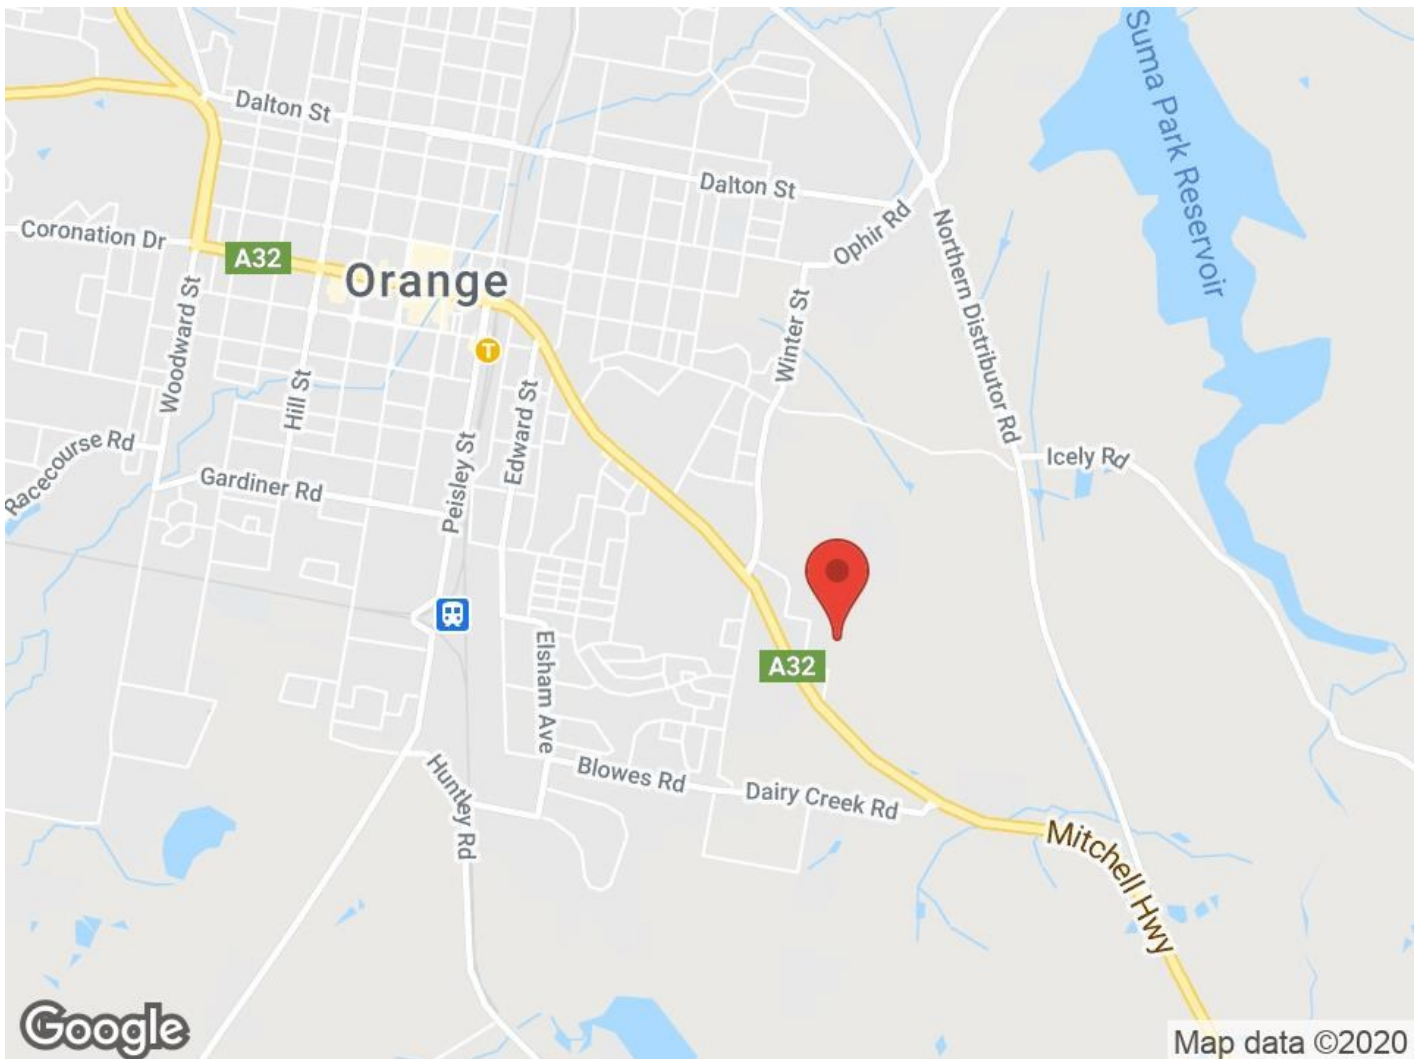 Suma Park Reservoir
Dalton St
Dalton St
Ophir Rd
Coronation Dr
A32
Orange
Northern Distributor Rd
Woodward St
Winter St
T
Hill St
Edward St
Racecourse Rd
Peisley St
Icely Rd
Gardiner Rd
A32
Elsham Ave
Blowes Rd
Dairy Creek Rd
Huntley Rd
Mitchell Hwy
Google
Map data ©2020